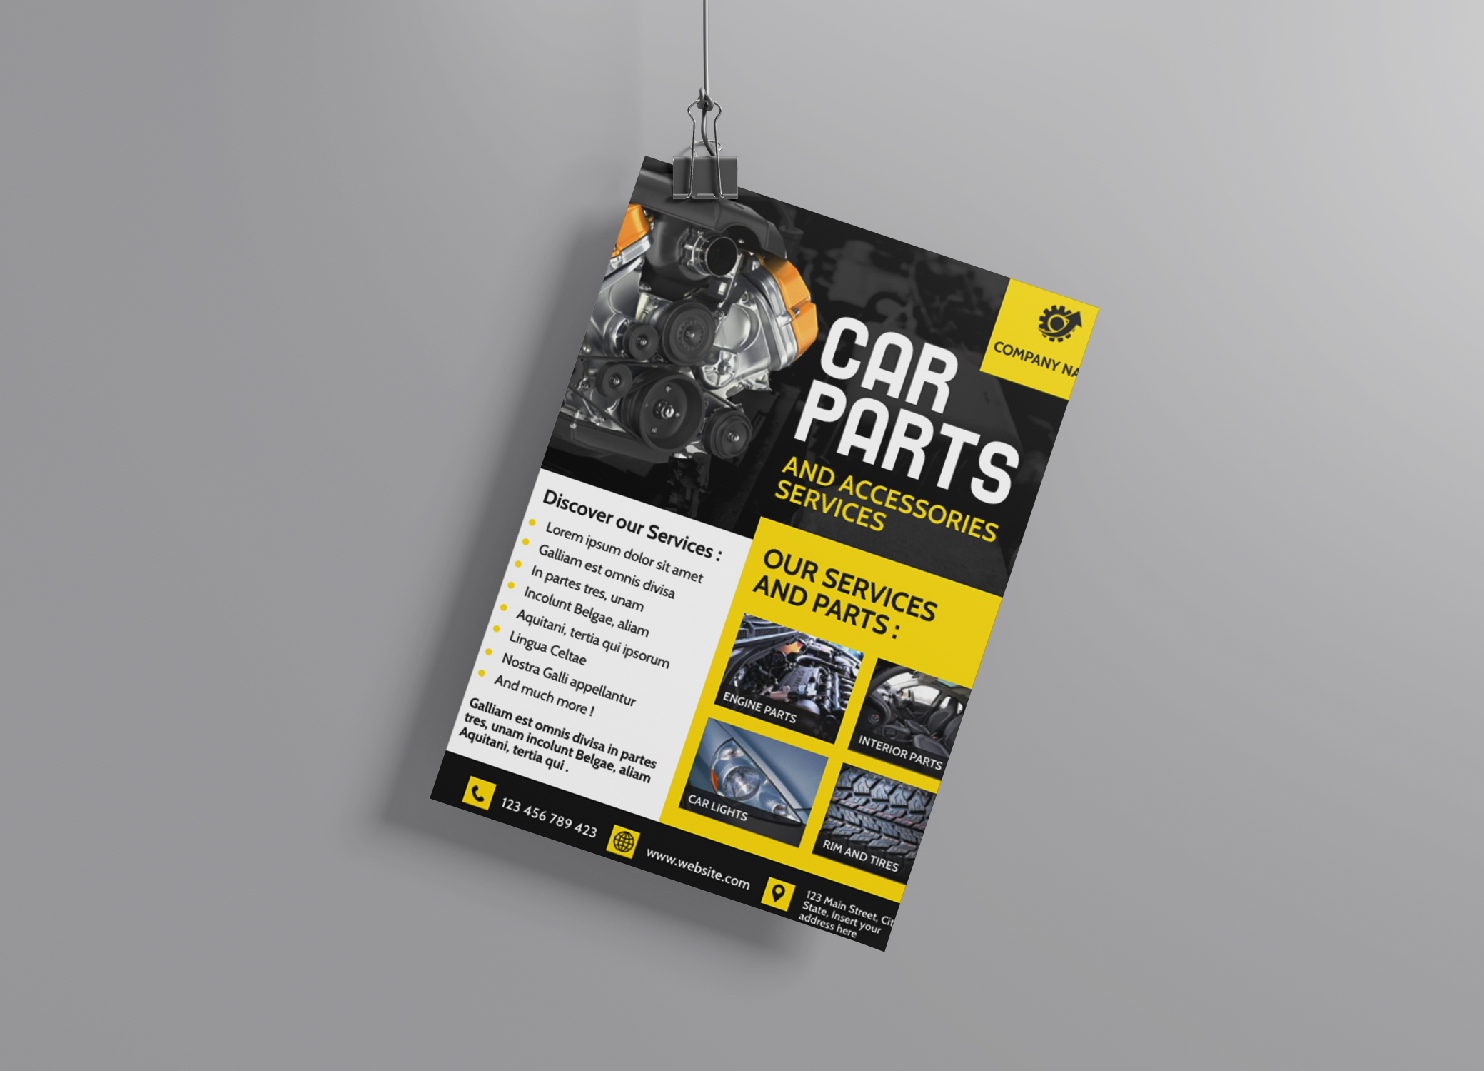 COMPANY NA
CAR
PARTS
AND ACCESSORIES
SERVICES
Discover our Services :
Lorem ipsum dolor sit amet
Galliam est omnis divisa
In partes tres, unam
Incolunt Belgae, aliam
Aquitani, tertia qui ipsorum
Lingua Celtae
Nostra Galli appellantur
And much more !
Galliam est omnis divisa in partes
tres, unam incolunt Belgae, aliam
Aquitani, tertia qui .
OUR SERVICES
AND PARTS :
ENGINE PARTS
INTERIOR PARTS
CAR LIGHTS
RIM AND TIRES
123 456 789 423
www.website.com
123 Main Street, Cit
State, insert your
address here